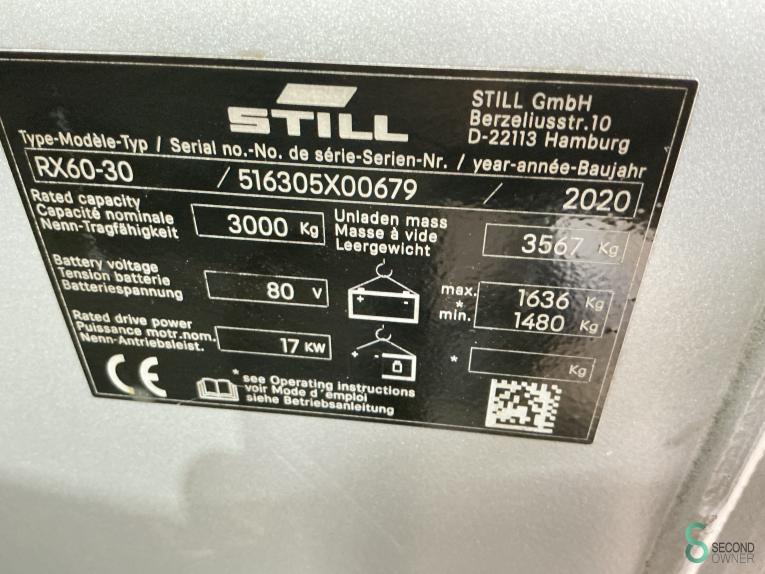 STILL
STILL GmbH
Berzeliusstr.10
D-22113 Hamburg
Type-Modèle-Typ / Serial no.-No. de série-Serien-Nr. / year-année-Baujahr
RX60-30 / 516305X00679 / 2020
Rated capacity
Capacité nominale
Nenn-Tragfähigkeit
3000 Kg
Unladen mass
Masse à vide
Leergewicht
3567 Kg
Battery voltage
Tension batterie
Batteriespannung
80 V
+ -
max.
*
min.
1636 Kg
1480 Kg
Rated drive power
Puissance motr.nom.
Nenn-Antriebsleist.
17 KW
+ -
*
Kg
CE
* see Operating instructions
voir Mode d'emploi
siehe Betriebsanleitung
SECOND
OWNER